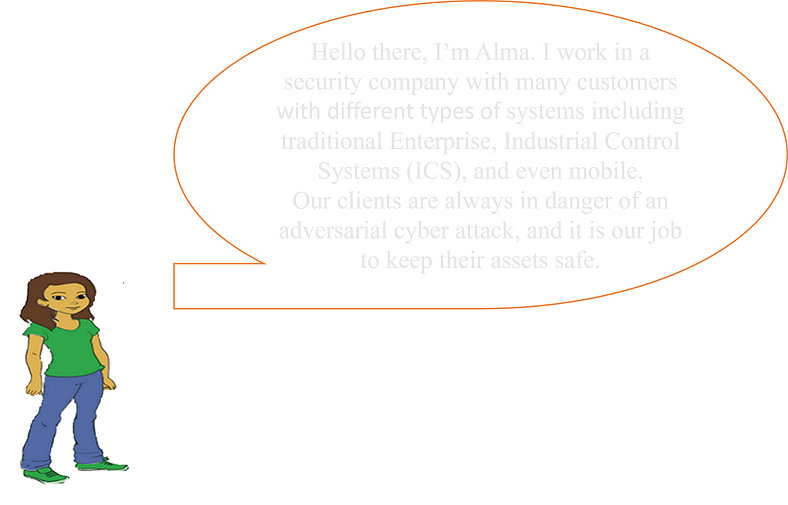 Hello there, I’m Alma. I work in a
security company with many customers
with different types of systems including
traditional Enterprise, Industrial Control
Systems (ICS), and even mobile.
Our clients are always in danger of an
adversarial cyber attack, and it is our job
to keep their assets safe.